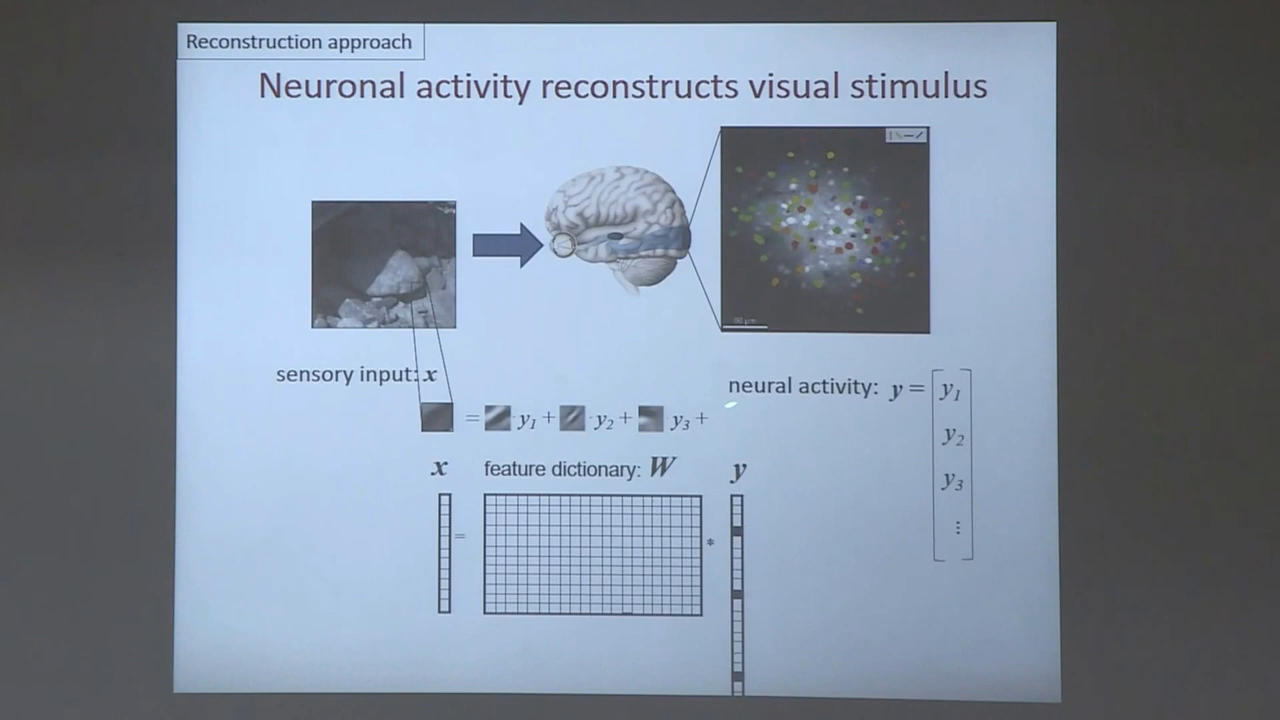 Reconstruction approach
Neuronal activity reconstructs visual stimulus
sensory input: x
neural activity: y = y1
y2
y3
⋮
= y1 + y2 + y3 +
x feature dictionary: W y
= *